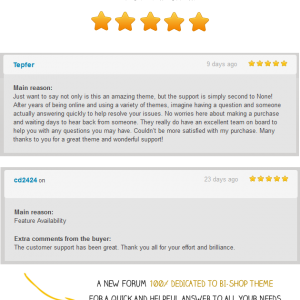 Tepfer
9 days ago
Main reason:
Just want to say not only is this an amazing theme, but the support is simply second to None!
After years of being online and using a variety of themes, imagine having a question and someone
actually answering quickly to help resolve your issues. No worries here about making a purchase
and waiting days to hear back from someone. They really do have an excellent team on board to
help you with any questions you may have. Couldn't be more satisfied with my purchase. Many
thanks to you for a great theme and wonderful support!
cd2424 on
23 days ago
Main reason:
Feature Availability
Extra comments from the buyer:
The customer support has been great. Thank you all for your effort and brilliance.
A NEW FORUM 100% DEDICATED TO BI-SHOP THEME
FOR A QUICK AND HELPFUL ANSWER TO ALL YOUR NEEDS